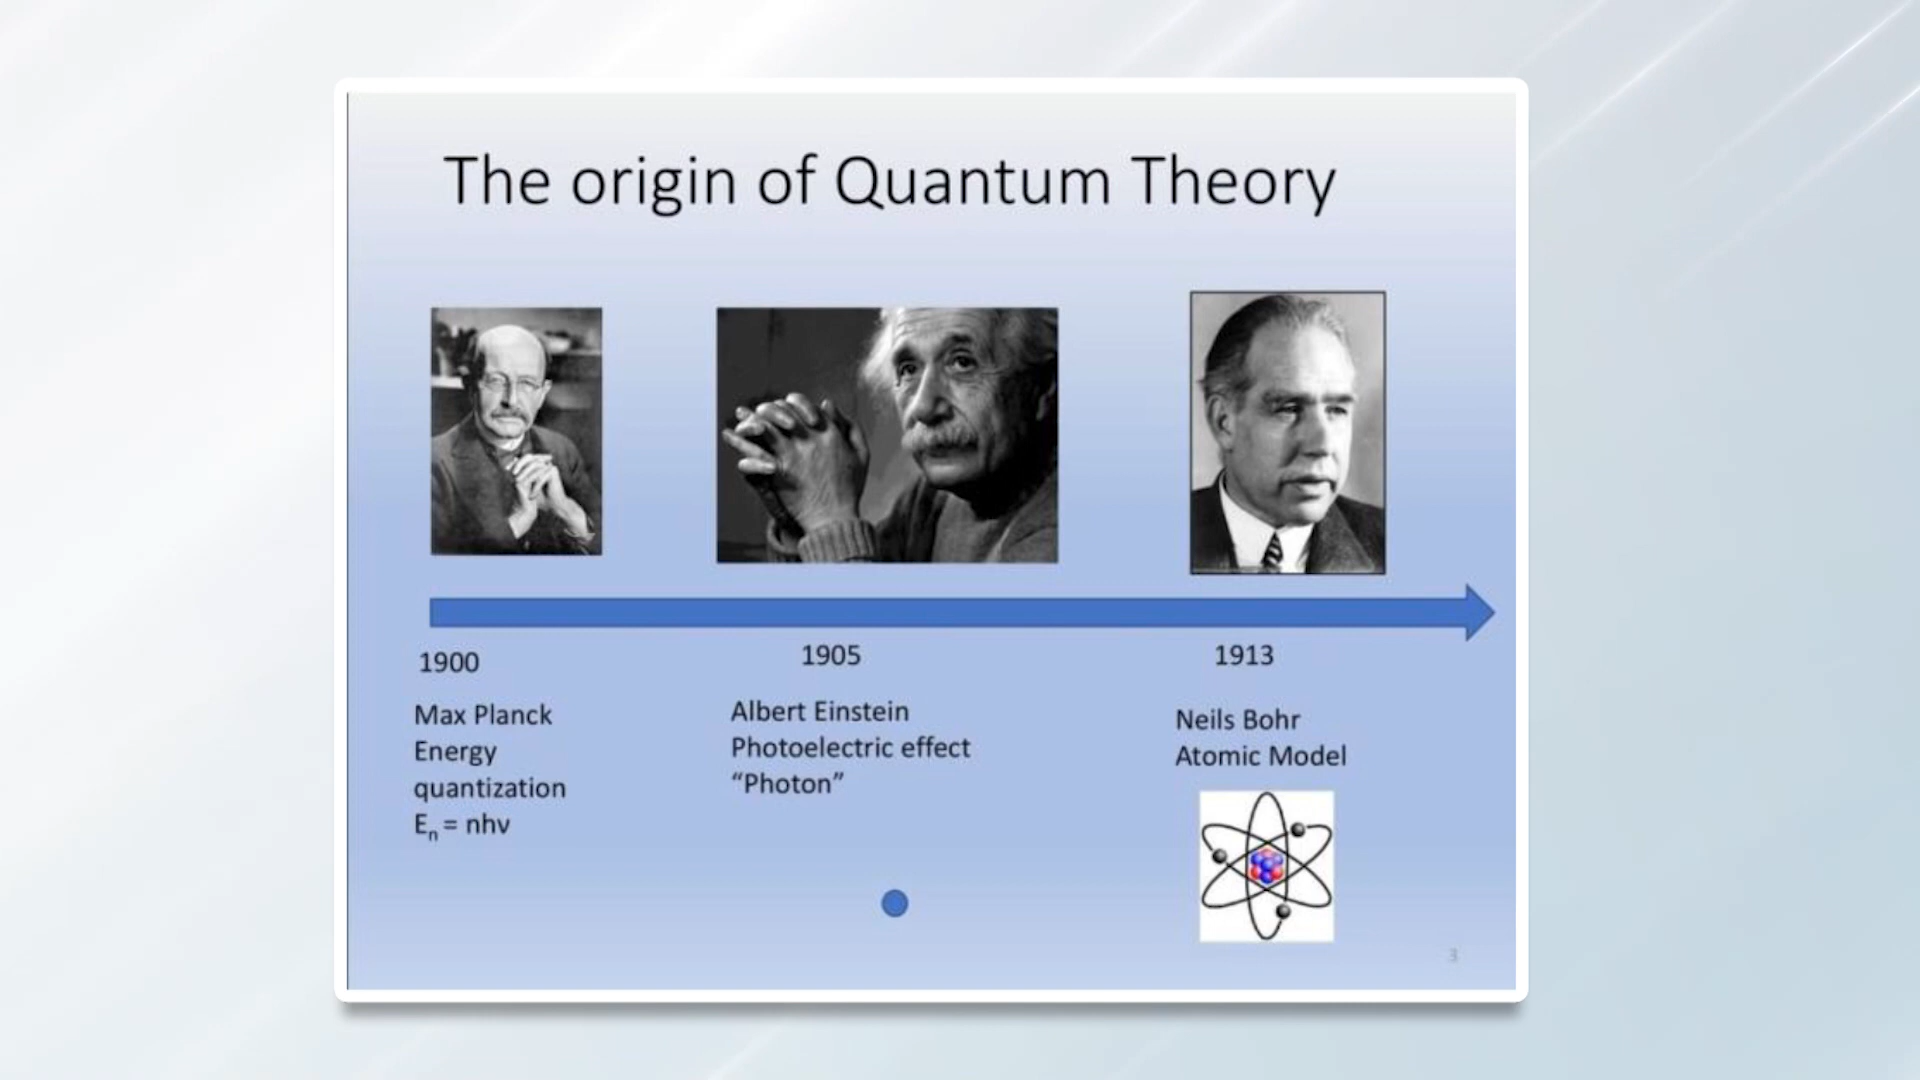 The origin of Quantum Theory
1900
Max Planck
Energy
quantization
Eₙ = nhν
1905
Albert Einstein
Photoelectric effect
“Photon”
1913
Neils Bohr
Atomic Model
3